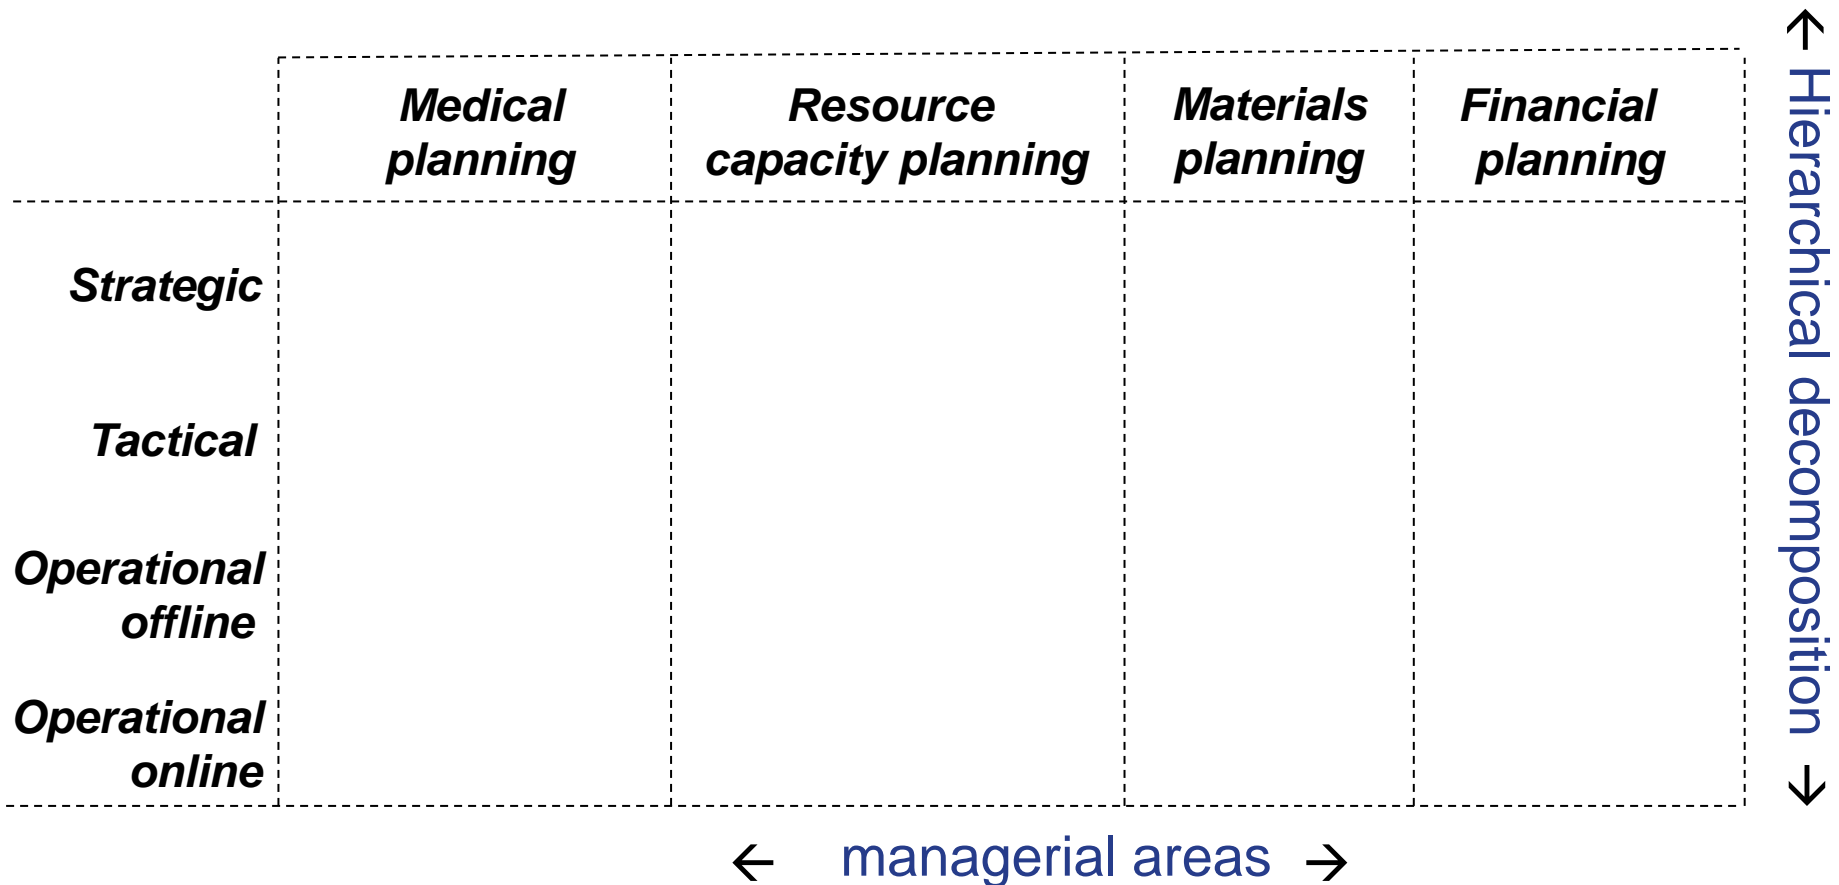 Medical
planning
Resource
capacity planning
Materials
planning
Financial
planning
Strategic
Tactical
Operational
offline
Operational
online
← managerial areas →
← Hierarchical decomposition →